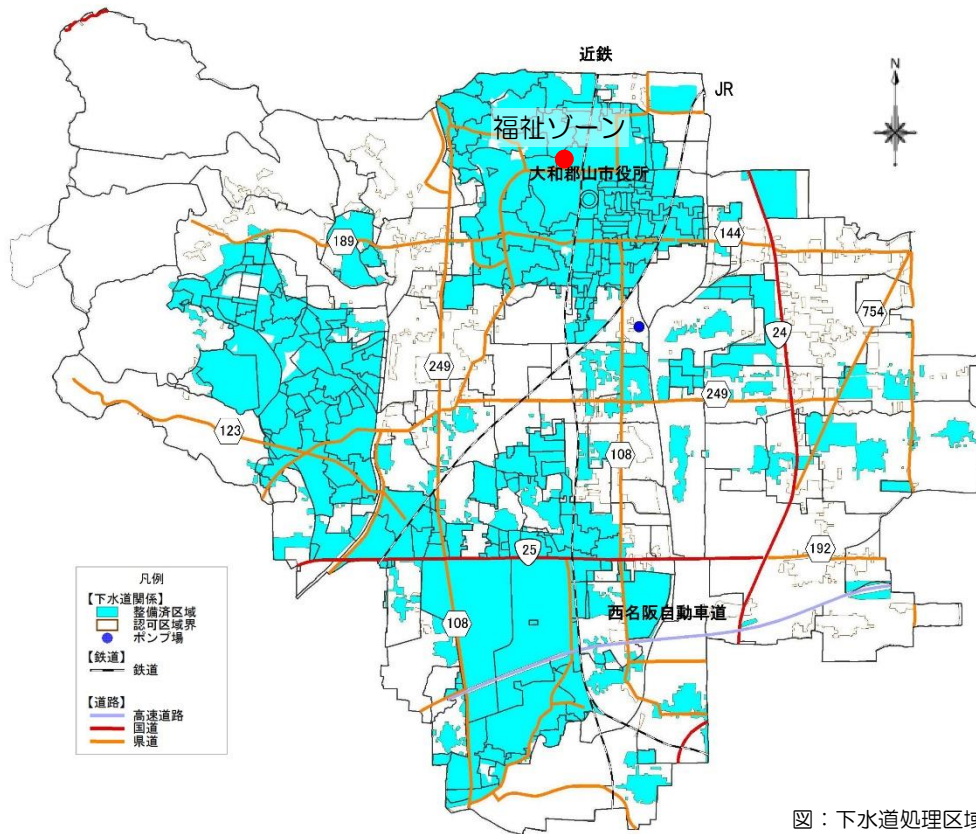 近鉄
JR
N
福祉ゾーン
大和郡山市役所
144
189
754
24
249
249
123
108
25
192
108
西名阪自動車道
凡例
【下水道関係】
整備済区域
認可区域界
ポンプ場
【鉄道】
鉄道
【道路】
高速道路
国道
県道
図：下水道処理区域